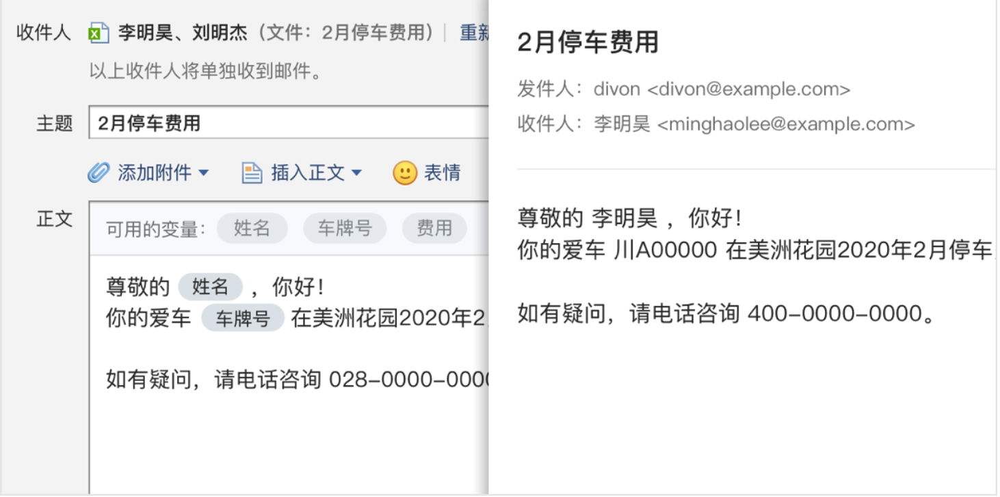 收件人 李明昊、刘明杰（文件：2月停车费用）| 重新
以上收件人将单独收到邮件。
主题 2月停车费用
添加附件 插入正文 表情
正文 可用的变量： 姓名 车牌号 费用
尊敬的 姓名 ，你好！
你的爱车 车牌号 在美洲花园2020年2
如有疑问，请电话咨询 028-0000-000
2月停车费用
发件人：divon <divon@example.com>
收件人：李明昊 <minghaolee@example.com>
尊敬的 李明昊 ，你好！
你的爱车 川A00000 在美洲花园2020年2月停车
如有疑问，请电话咨询 400-0000-0000。